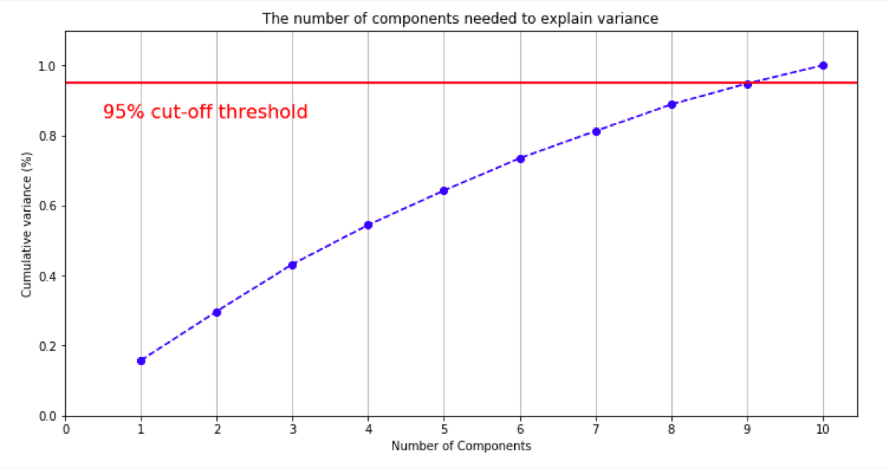 The number of components needed to explain variance
1.0
95% cut-off threshold
0.8
0.6
0.4
0.2
0.0
Cumulative variance (%)
0 1 2 3 4 5 6 7 8 9 10
Number of Components